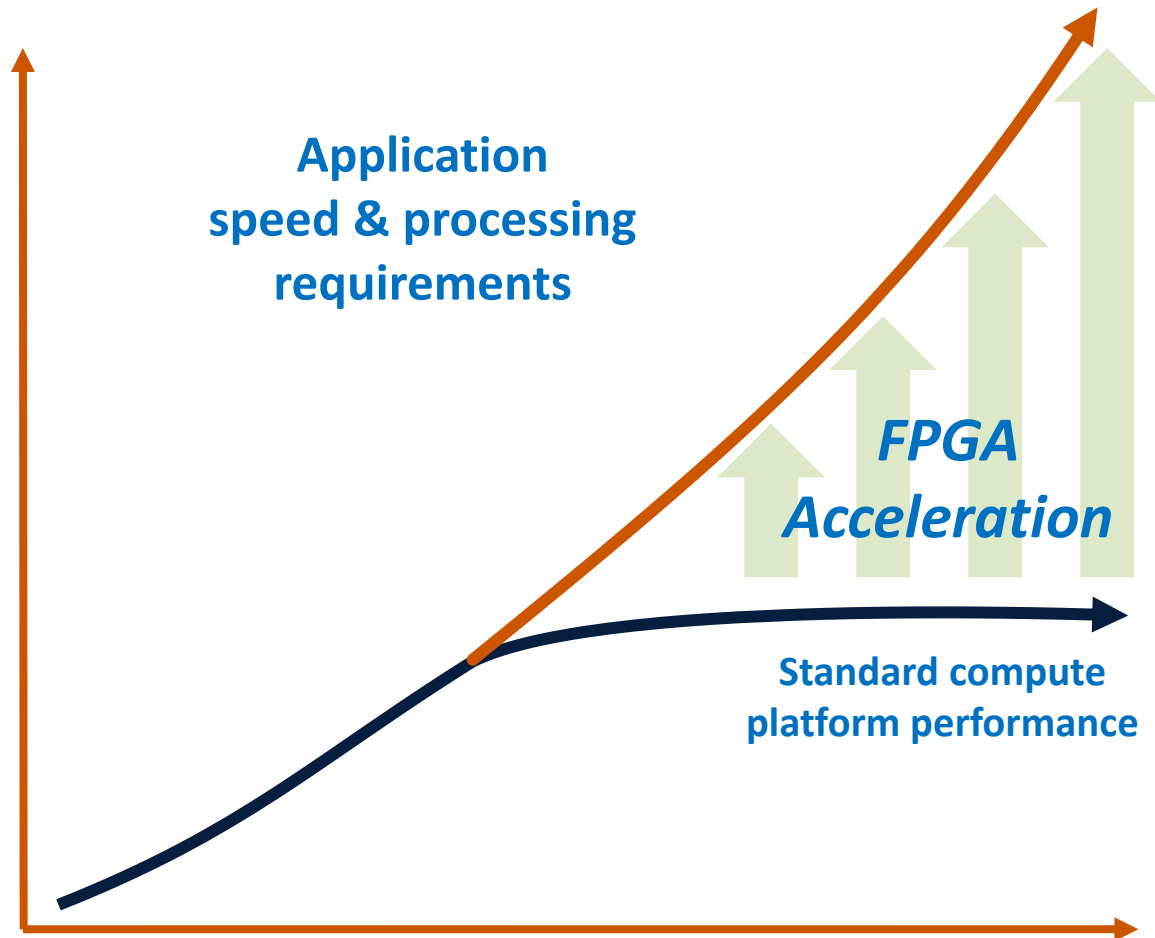 Application
speed & processing
requirements
FPGA
Acceleration
Standard compute
platform performance